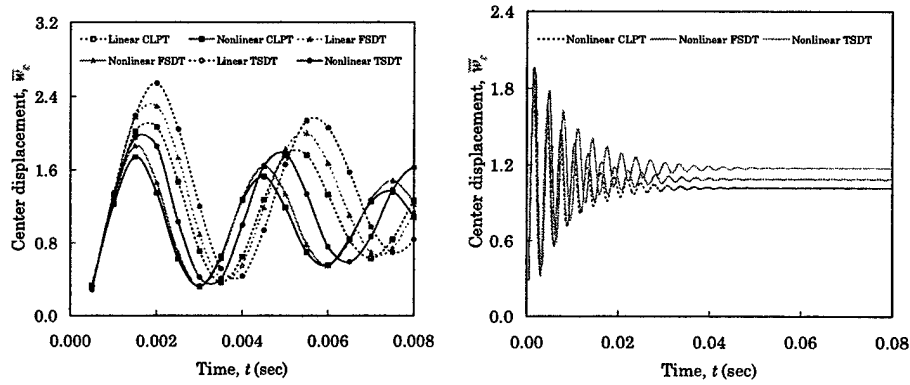 3.2
2.4
1.6
0.8
0.0
0.000 0.002 0.004 0.006 0.008
Center displacement, w̅c
Time, t (sec)
Linear CLPT Nonlinear CLPT Linear FSDT
Nonlinear FSDT Linear TSDT Nonlinear TSDT
2.4
1.8
1.2
0.6
0.0
0.00 0.02 0.04 0.06 0.08
Center displacement, w̅c
Time, t (sec)
Nonlinear CLPT Nonlinear FSDT Nonlinear TSDT